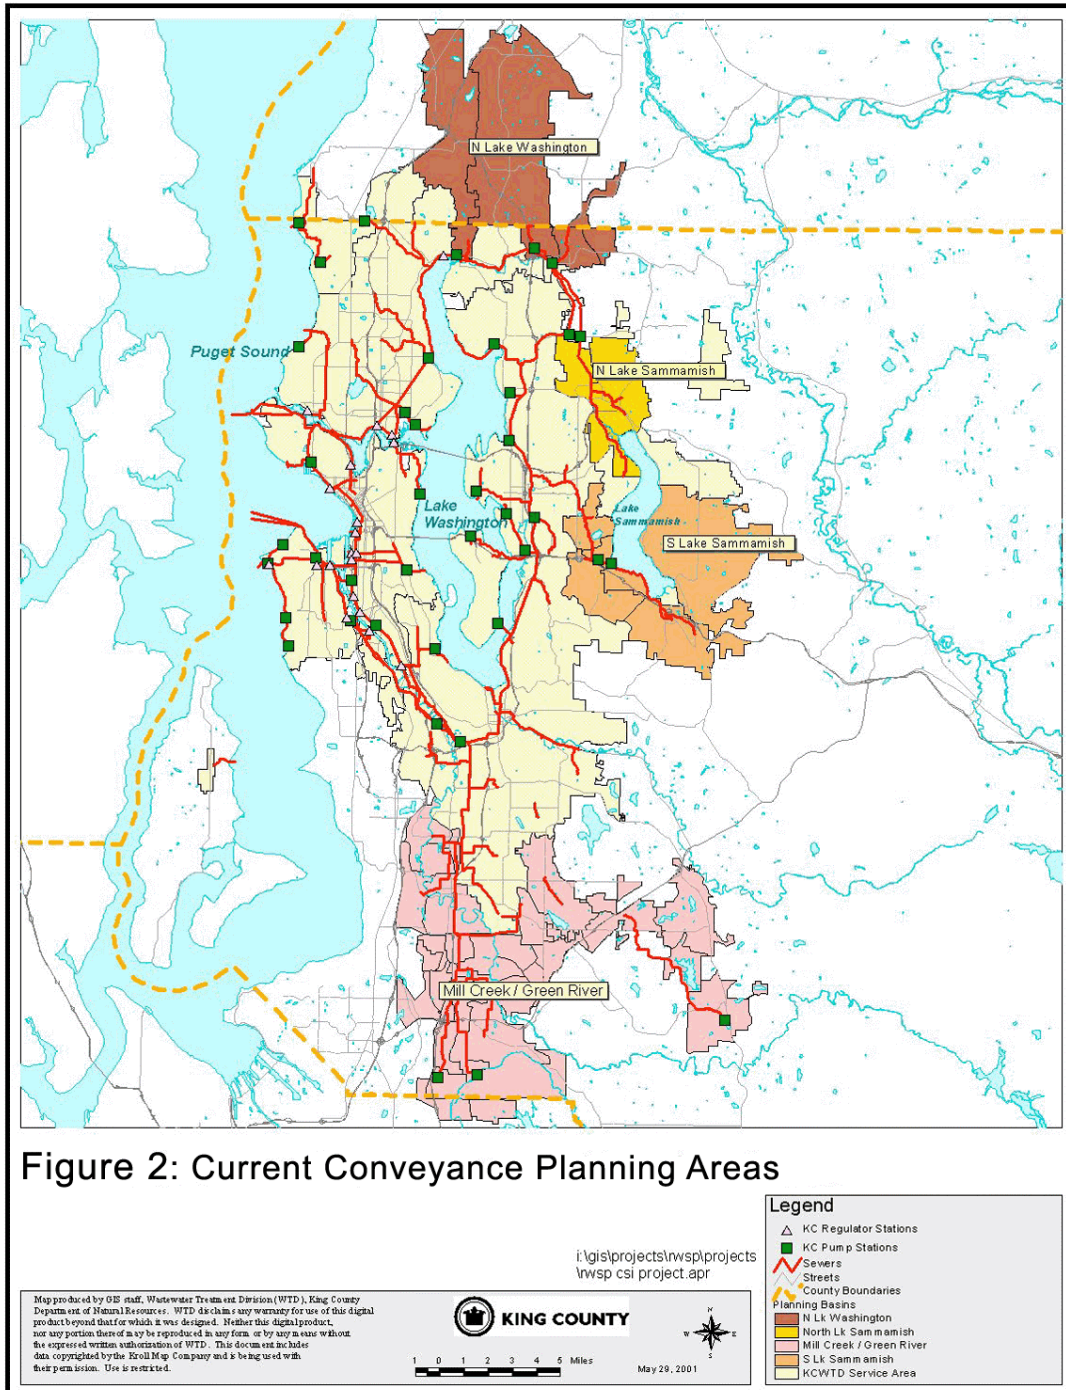 N Lake Washington
Puget Sound
N Lake Sammamish
Lake
Washington
Lake
Sammamish
S Lake Sammamish
Mill Creek / Green River
Figure 2: Current Conveyance Planning Areas
i:\gis\projects\rwsp\projects
\rwsp csi project.apr
Legend
KC Regulator Stations
KC Pump Stations
Sewers
Streets
County Boundaries
Planning Basins
N Lk Washington
North Lk Sammamish
Mill Creek / Green River
S Lk Sammamish
KCWTD Service Area
Map produced by GIS staff, Wastewater Treatment Division (WTD), King County
Department of Natural Resources. WTD disclaims any warranty for use of this digital
product beyond that for which it was designed. Neither this digital product,
nor any portion thereof may be reproduced in any form or by any means without
the expressed written authorization of WTD. This document includes
data copyrighted by the Kroll Map Company and is being used with
their permission. Use is restricted.
KING COUNTY
1 0 1 2 3 4 5 Miles
N
W E
S
May 29, 2001